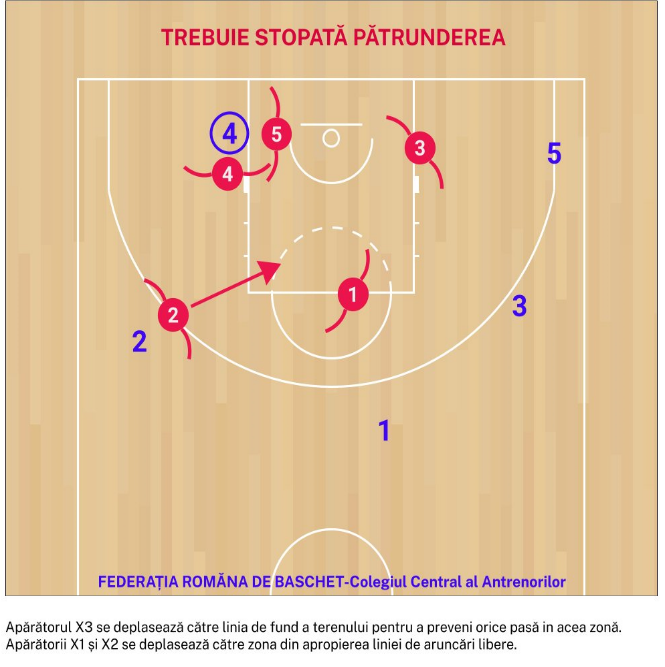 TREBUIE STOPATĂ PĂTRUNDEREA
4
5
3
5
4
1
3
2
2
1
FEDERAȚIA ROMĂNA DE BASCHET-Colegiul Central al Antrenorilor
Apărătorul X3 se deplasează către linia de fund a terenului pentru a preveni orice pasă in acea zonă.
Apărătorii X1 și X2 se deplasează către zona din apropierea liniei de aruncări libere.